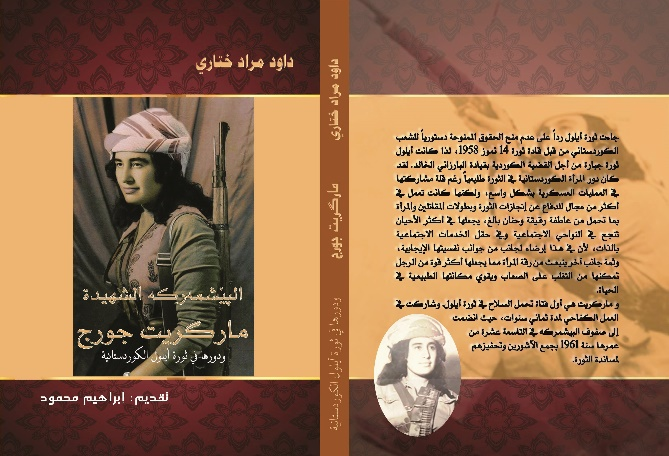 داود مراد ختاري
البيشمركه الشهيدة
ماركريت جورج
ودورها في ثورة أيلول الكوردستانية
تقديم: ابراهيم محمود
داود مراد ختاري
ماركريت جورج
ودورها في ثورة أيلول الكوردستانية
جاءت ثورة أيلول رداً على عدم منح الحقوق الممنوحة دستورياً للشعب
الكوردستاني من قبل قادة ثورة 14 تموز 1958، لذا كانت أيلول
ثورة جبارة من أجل القضية الكوردية بقيادة البارزاني الخالد. لقد
كان دور المرأة الكوردستانية في الثورة طليعياً رغم قلة مشاركتها
في العمليات العسكرية بشكل واسع، ولكنها كانت تعمل في
أكثر من مجال للدفاع عن إنجازات الثورة وبطولات المقاتلين والمرأة
بما تحمل من عاطفة رقيقة وحنان بالغ، يجعلها في أكثر الأحيان
تنجح في النواحي الاجتماعية وفي حقل الخدمات الاجتماعية
بالذات، لأن في هذا إرضاء لجانب من جوانب نفسيتها الإيجابية،
وثمة جانب آخر ينبعث من رقة المرأة مما يجعلها أكثر قوة من الرجل
تمكنها من التغلب على الصعاب ويقوي مكانتها الطبيعية في
الحياة.
و ماركريت هي أول فتاة تحمل السلاح في ثورة أيلول. وشاركت في
العمل الكفاحي لمدة ثماني سنوات، حيث انضمت
إلى صفوف البيشمركه في التاسعة عشرة من
عمرها سنة 1961 بجمع الآشورين وتحفيزهم
لمساندة الثورة.